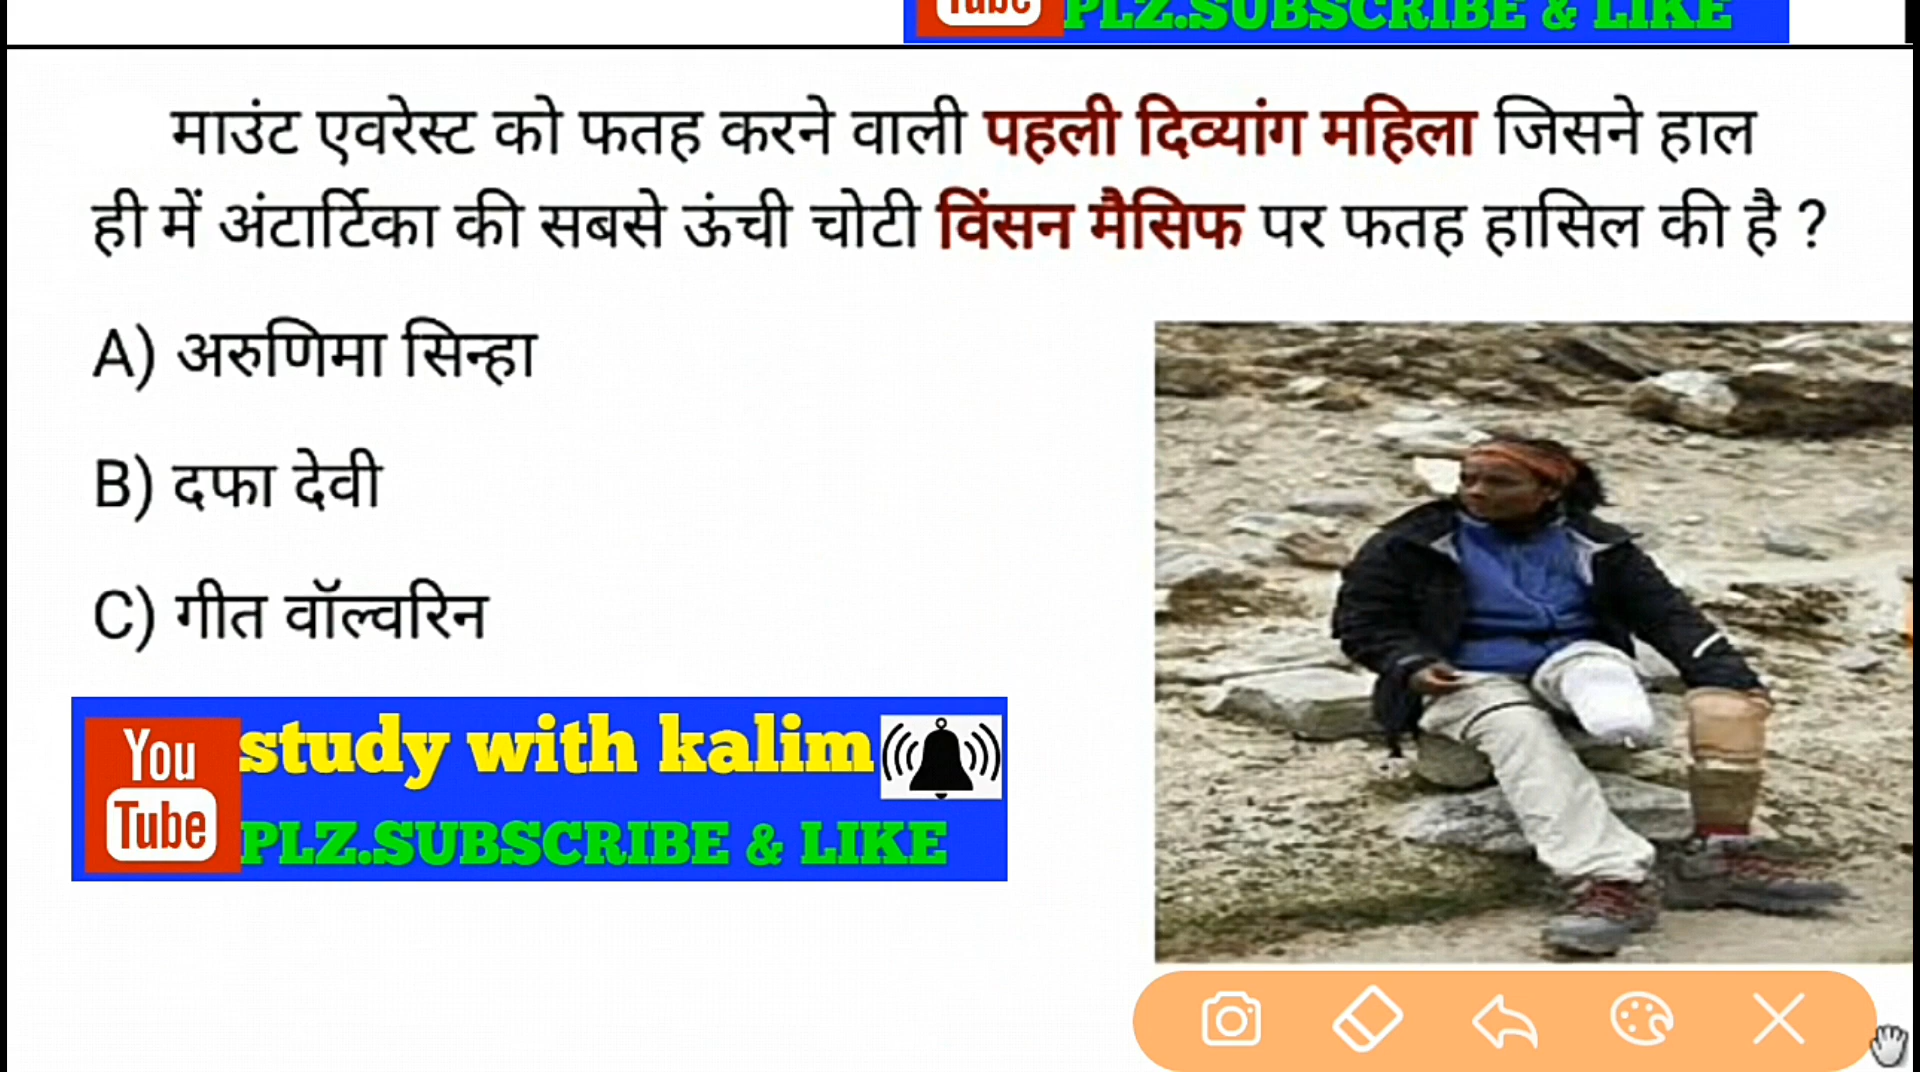 Tube PLZ.SUBSCRIBE & LIKE
माउंट एवरेस्ट को फतह करने वाली पहली दिव्यांग महिला जिसने हाल
ही में अंटार्टिका की सबसे ऊंची चोटी विंसन मैसिफ पर फतह हासिल की है ?
A) अरुणिमा सिन्हा
B) दफा देवी
C) गीत वॉल्वरिन
You study with kalim
Tube PLZ.SUBSCRIBE & LIKE